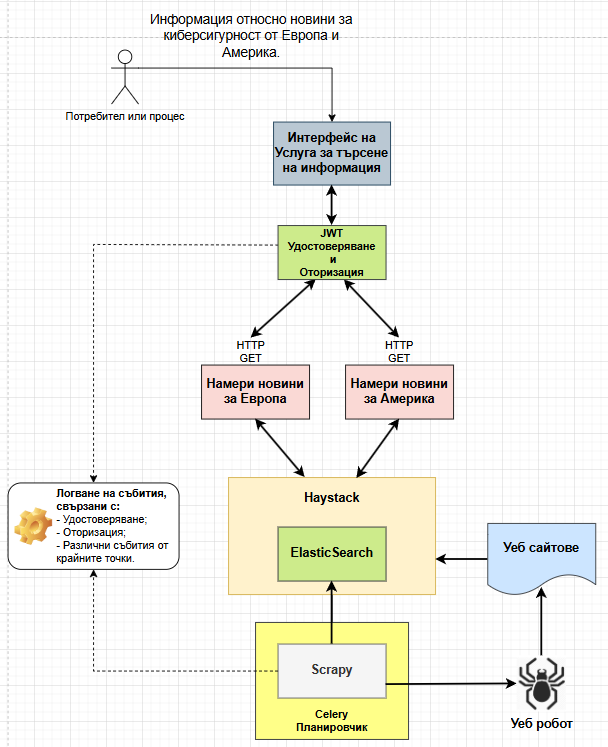 Информация относно новини за
киберсигурност от Европа и
Америка.
Потребител или процес
Интерфейс на
Услуга за търсене
на информация
JWT
Удостоверяване
и
Оторизация
HTTP
GET
HTTP
GET
Намери новини
за Европа
Намери новини
за Америка
Haystack
ElasticSearch
Логване на събития,
свързани с:
- Удостоверяване;
- Оторизация;
- Различни събития от
крайните точки.
Уеб сайтове
Scrapy
Celery
Планировчик
Уеб робот